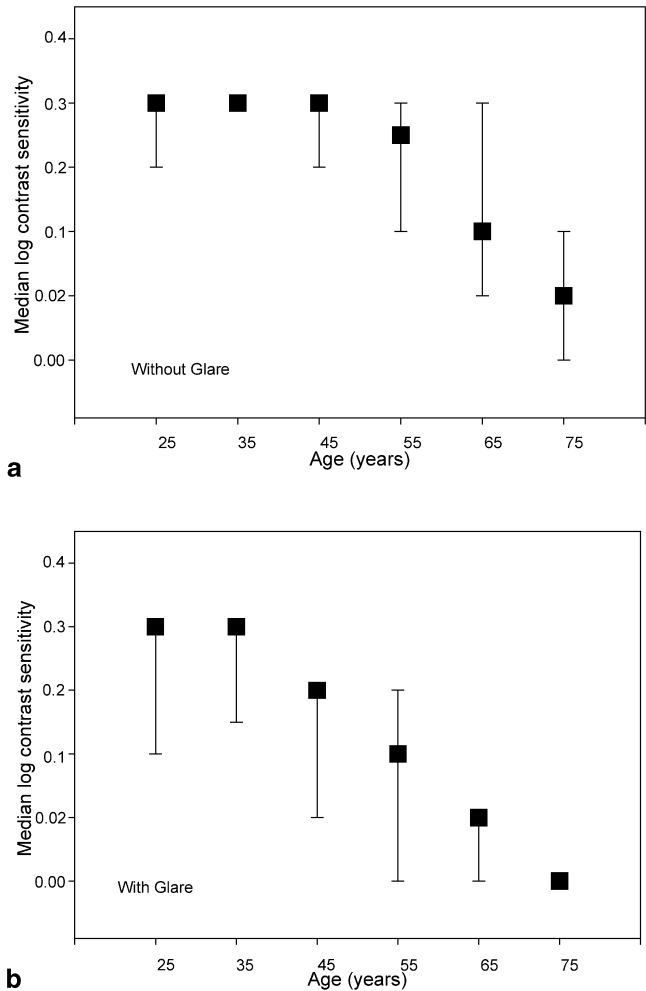 0.4
0.3
0.2
0.1
0.02
0.00
Median log contrast sensitivity
Without Glare
25 35 45 55 65 75
Age (years)
a
0.4
0.3
0.2
0.1
0.02
0.00
Median log contrast sensitivity
With Glare
25 35 45 55 65 75
Age (years)
b